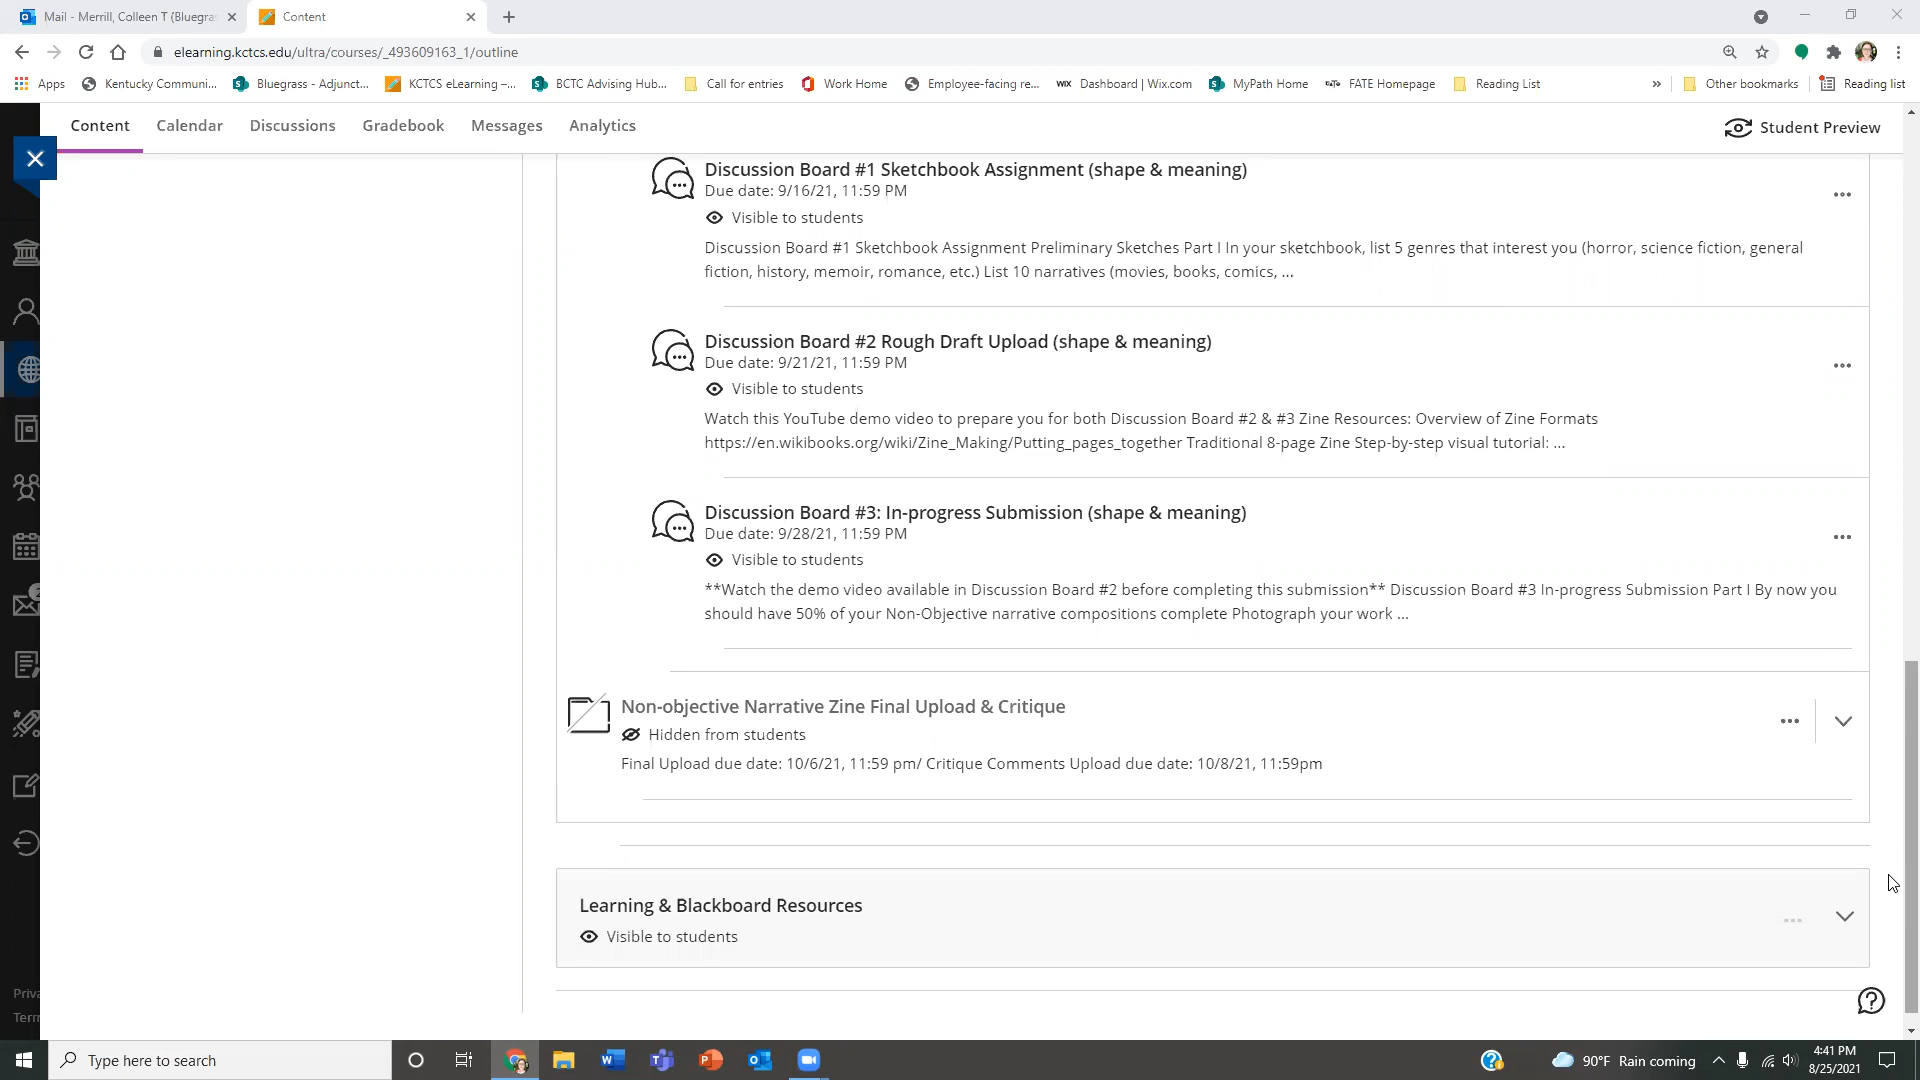 Mail - Merrill, Colleen T (Bluegras
Content
elearning.kctcs.edu/ultra/courses/_493609163_1/outline
Apps
Kentucky Communi...
Bluegrass - Adjunct...
KCTCS eLearning –...
BCTC Advising Hub...
Call for entries
Work Home
Employee-facing re...
WIX Dashboard | Wix.com
MyPath Home
FATE Homepage
Reading List
»
Other bookmarks
Reading list
Content
Calendar
Discussions
Gradebook
Messages
Analytics
Student Preview
Discussion Board #1 Sketchbook Assignment (shape & meaning)
Due date: 9/16/21, 11:59 PM
Visible to students
Discussion Board #1 Sketchbook Assignment Preliminary Sketches Part I In your sketchbook, list 5 genres that interest you (horror, science fiction, general
fiction, history, memoir, romance, etc.) List 10 narratives (movies, books, comics, ...
Discussion Board #2 Rough Draft Upload (shape & meaning)
Due date: 9/21/21, 11:59 PM
Visible to students
Watch this YouTube demo video to prepare you for both Discussion Board #2 & #3 Zine Resources: Overview of Zine Formats
https://en.wikibooks.org/wiki/Zine_Making/Putting_pages_together Traditional 8-page Zine Step-by-step visual tutorial: ...
Discussion Board #3: In-progress Submission (shape & meaning)
Due date: 9/28/21, 11:59 PM
Visible to students
**Watch the demo video available in Discussion Board #2 before completing this submission** Discussion Board #3 In-progress Submission Part I By now you
should have 50% of your Non-Objective narrative compositions complete Photograph your work ...
Non-objective Narrative Zine Final Upload & Critique
Hidden from students
Final Upload due date: 10/6/21, 11:59 pm/ Critique Comments Upload due date: 10/8/21, 11:59pm
Learning & Blackboard Resources
Visible to students
Priva
Term
Type here to search
90°F Rain coming
4:41 PM
8/25/2021